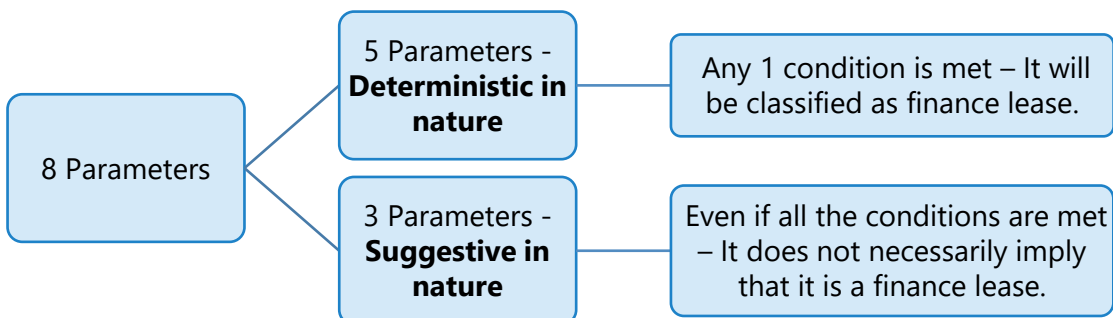 8 Parameters
5 Parameters -
Deterministic in
nature
Any 1 condition is met – It will
be classified as finance lease.
3 Parameters -
Suggestive in
nature
Even if all the conditions are met
– It does not necessarily imply
that it is a finance lease.